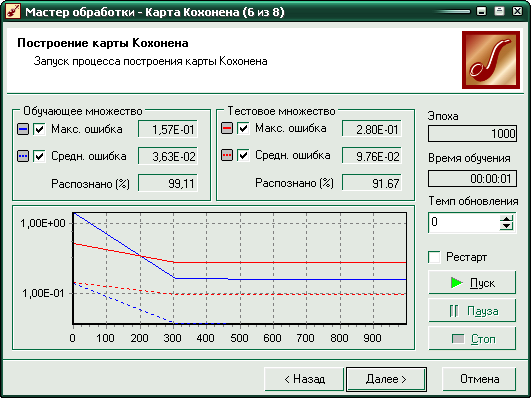 Мастер обработки - Карта Кохонена (6 из 8)
Построение карты Кохонена
Запуск процесса построения карты Кохонена
Обучающее множество
Макс. ошибка 1,57E-01
Средн. ошибка 3,63E-02
Распознано (%) 99,11
Тестовое множество
Макс. ошибка 2.80E-01
Средн. ошибка 9.76E-02
Распознано (%) 91.67
Эпоха
1000
Время обучения
00:00:01
Темп обновления
0
Рестарт
Пуск
Пауза
Стоп
1,00E+00
1,00E-01
0 100 200 300 400 500 600 700 800 900
< Назад Далее > Отмена